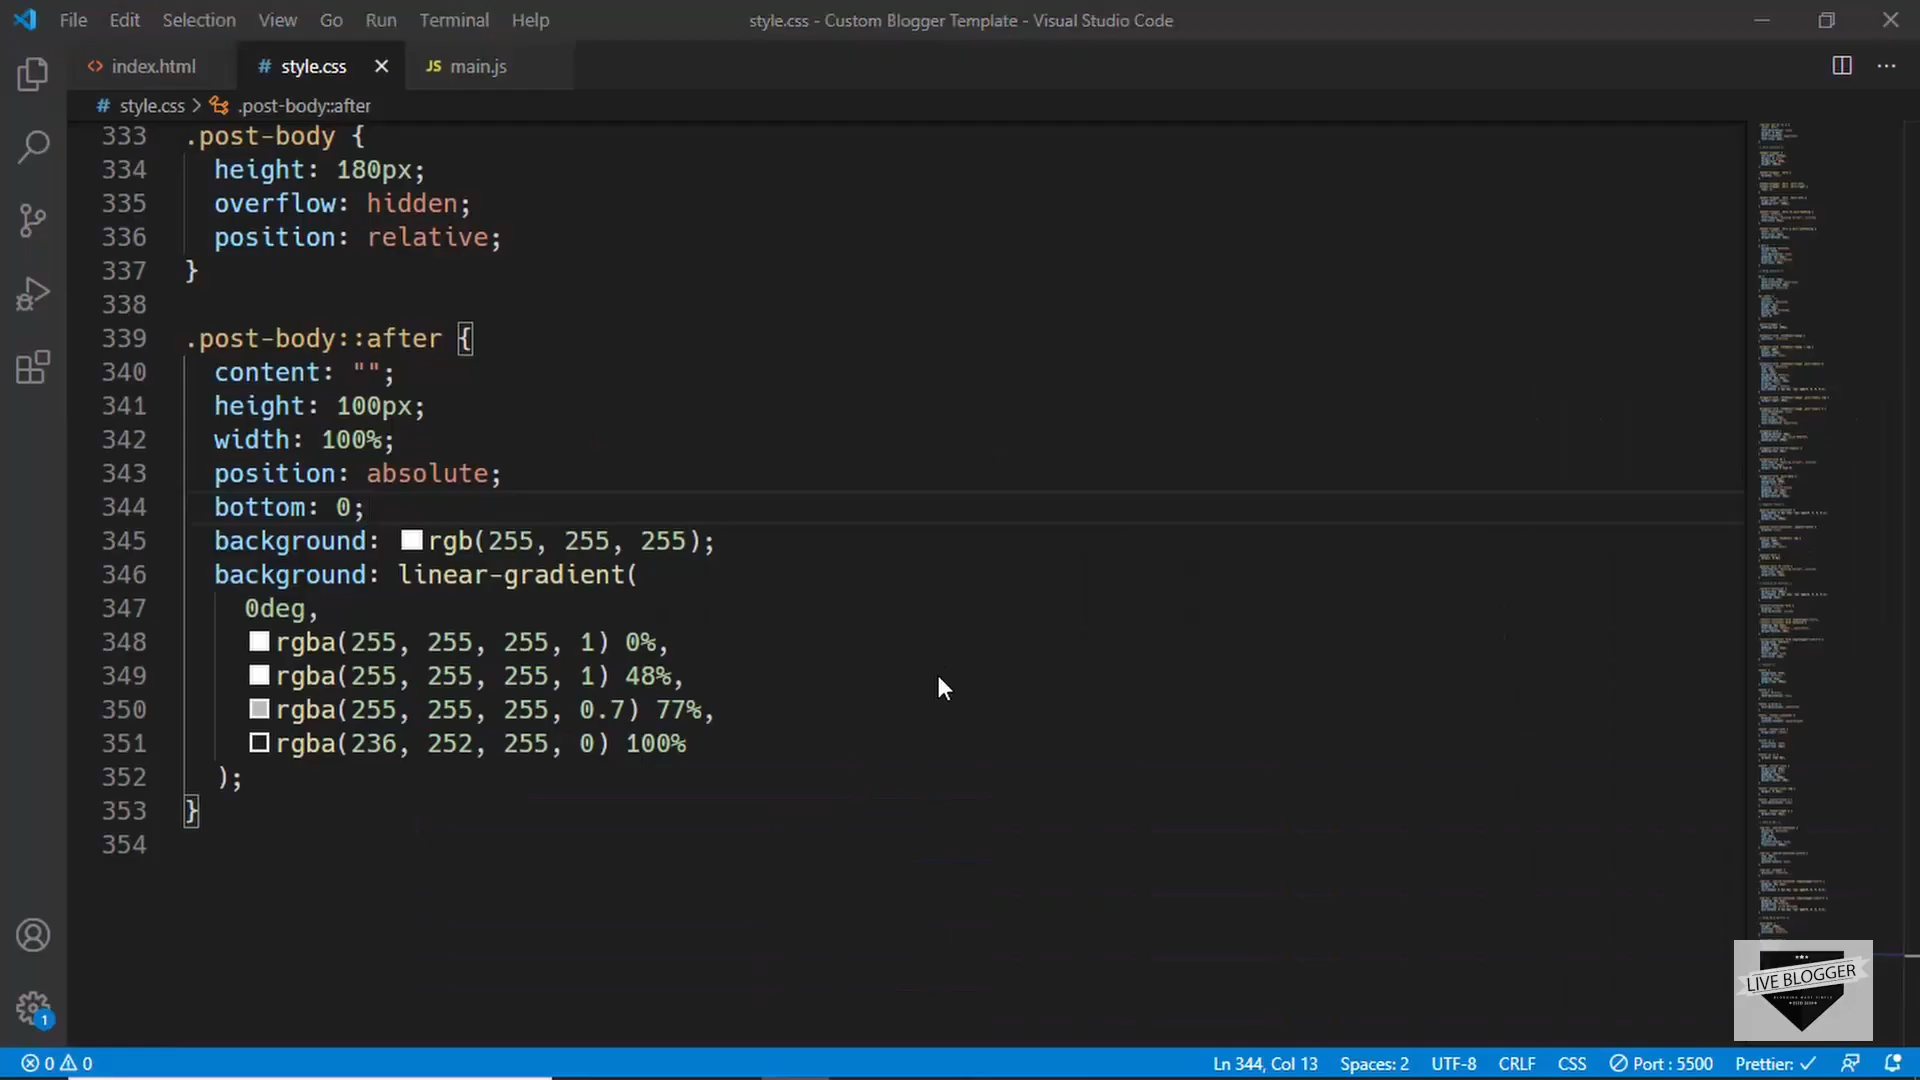 File Edit Selection View Go Run Terminal Help style.css - Custom Blogger Template - Visual Studio Code
<> index.html # style.css JS main.js
# style.css > .post-body::after
333 .post-body {
334 height: 180px;
335 overflow: hidden;
336 position: relative;
337 }
338
339 .post-body::after {
340 content: "";
341 height: 100px;
342 width: 100%;
343 position: absolute;
344 bottom: 0;
345 background: rgb(255, 255, 255);
346 background: linear-gradient(
347 0deg,
348 rgba(255, 255, 255, 1) 0%,
349 rgba(255, 255, 255, 1) 48%,
350 rgba(255, 255, 255, 0.7) 77%,
351 rgba(236, 252, 255, 0) 100%
352 );
353 }
354
LIVE BLOGGER
1
0 0 Ln 344, Col 13 Spaces: 2 UTF-8 CRLF CSS Port : 5500 Prettier: ✓